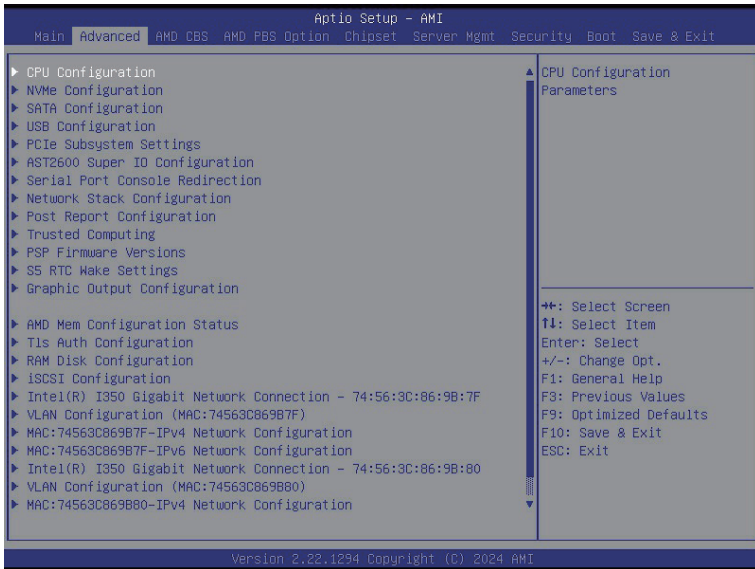 Aptio Setup – AMI
Main Advanced AMD CBS AMD PBS Option Chipset Server Mgmt Security Boot Save & Exit
CPU Configuration
NVMe Configuration
SATA Configuration
USB Configuration
PCIe Subsystem Settings
AST2600 Super IO Configuration
Serial Port Console Redirection
Network Stack Configuration
Post Report Configuration
Trusted Computing
PSP Firmware Versions
S5 RTC Wake Settings
Graphic Output Configuration
AMD Mem Configuration Status
Tls Auth Configuration
RAM Disk Configuration
iSCSI Configuration
Intel(R) I350 Gigabit Network Connection – 74:56:3C:86:9B:7F
VLAN Configuration (MAC:74563C869B7F)
MAC:74563C869B7F-IPv4 Network Configuration
MAC:74563C869B7F-IPv6 Network Configuration
Intel(R) I350 Gigabit Network Connection – 74:56:3C:86:9B:80
VLAN Configuration (MAC:74563C869B80)
MAC:74563C869B80-IPv4 Network Configuration
CPU Configuration
Parameters
→←: Select Screen
↑↓: Select Item
Enter: Select
+/-: Change Opt.
F1: General Help
F3: Previous Values
F9: Optimized Defaults
F10: Save & Exit
ESC: Exit
Version 2.22.1294 Copyright (C) 2024 AMI